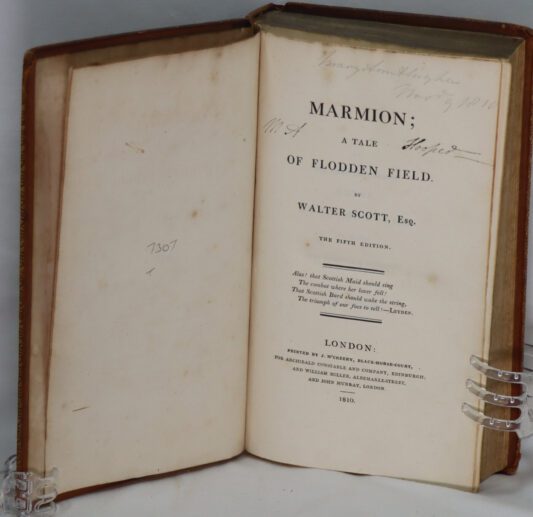 7307
MARMION;
M. A
A TALE
OF FLODDEN FIELD.
BY
WALTER SCOTT, Esq.
THE FIFTH EDITION.
Alas! that Scottish Maid should sing
The combat where her lover fell!
That Scottish Bard should wake the string,
The triumph of our foes to tell!—LEYDEN.
LONDON:
PRINTED BY J. M'CREERY, BLACK-HORSE-COURT,
FOR ARCHIBALD CONSTABLE AND COMPANY, EDINBURGH,
AND WILLIAM MILLER, ALBEMARLE-STREET,
AND JOHN MURRAY, LONDON.
1810.